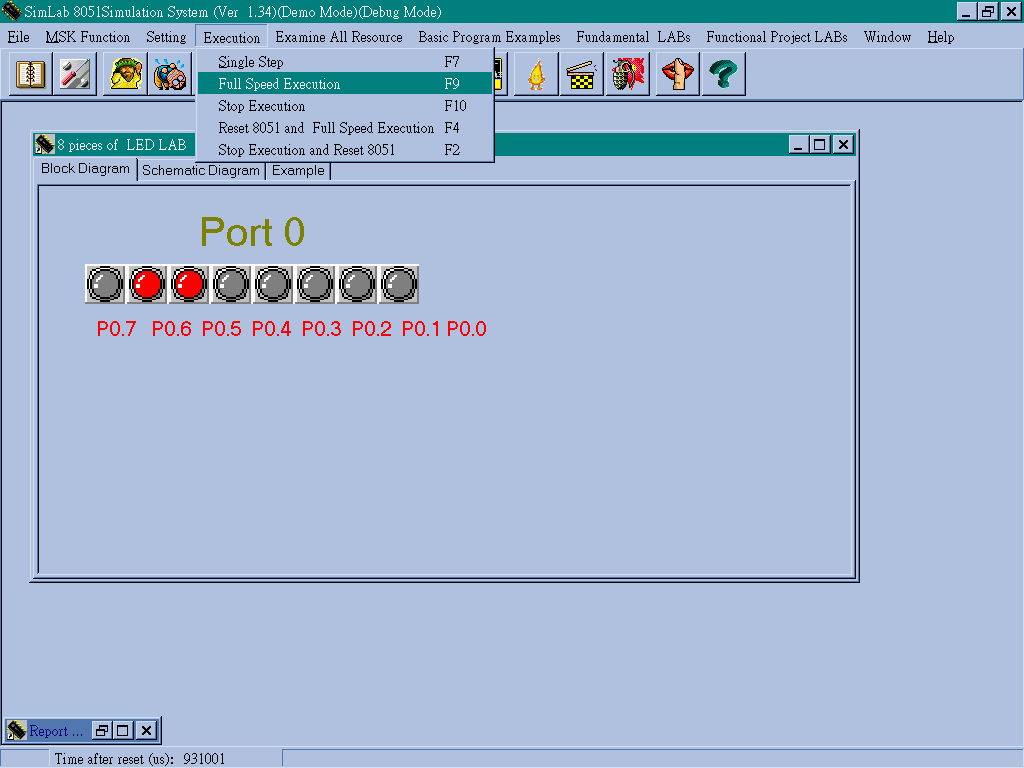 SimLab 8051Simulation System (Ver 1.34)(Demo Mode)(Debug Mode)
File MSK Function Setting Execution Examine All Resource Basic Program Examples Fundamental LABs Functional Project LABs Window Help
Single Step F7
Full Speed Execution F9
Stop Execution F10
Reset 8051 and Full Speed Execution F4
Stop Execution and Reset 8051 F2
8 pieces of LED LAB
Block Diagram Schematic Diagram Example
Port 0
P0.7 P0.6 P0.5 P0.4 P0.3 P0.2 P0.1 P0.0
Report ...
Time after reset (us): 931001